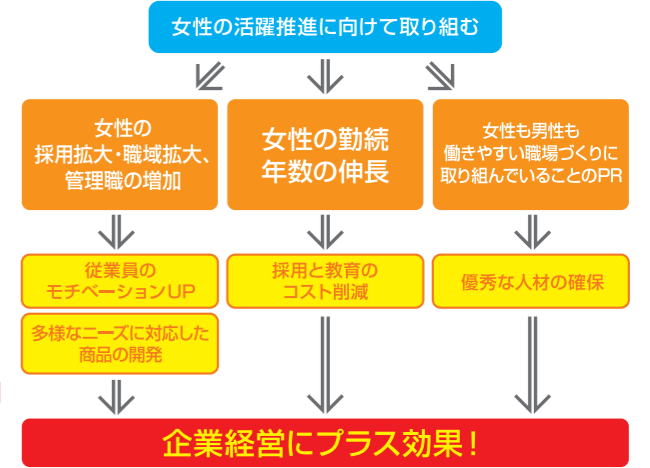 女性の活躍推進に向けて取り組む
女性の
採用拡大・職域拡大、
管理職の増加
女性の勤続
年数の伸長
女性も男性も
働きやすい職場づくりに
取り組んでいることのPR
従業員の
モチベーションUP
採用と教育の
コスト削減
優秀な人材の確保
多様なニーズに対応した
商品の開発
企業経営にプラス効果！